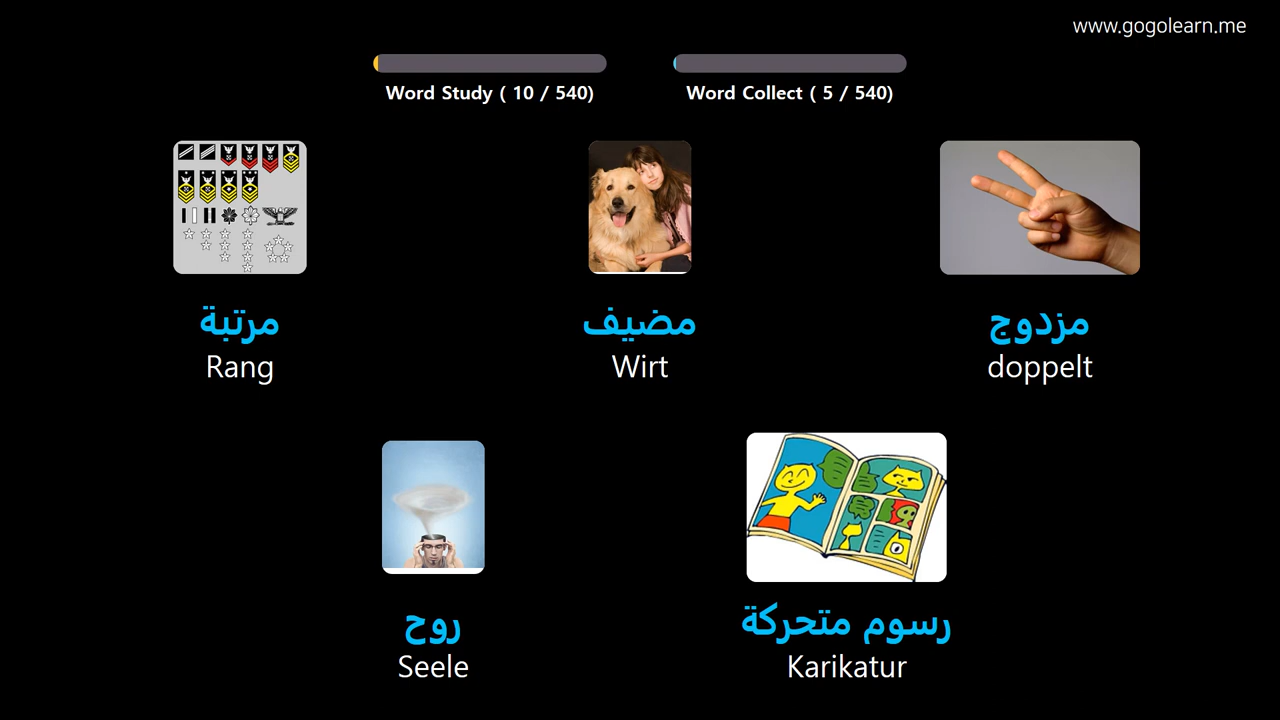 www.gogolearn.me
Word Study ( 10 / 540)
Word Collect ( 5 / 540)
مرتبة
Rang
مضيف
Wirt
مزدوج
doppelt
روح
Seele
رسوم متحركة
Karikatur